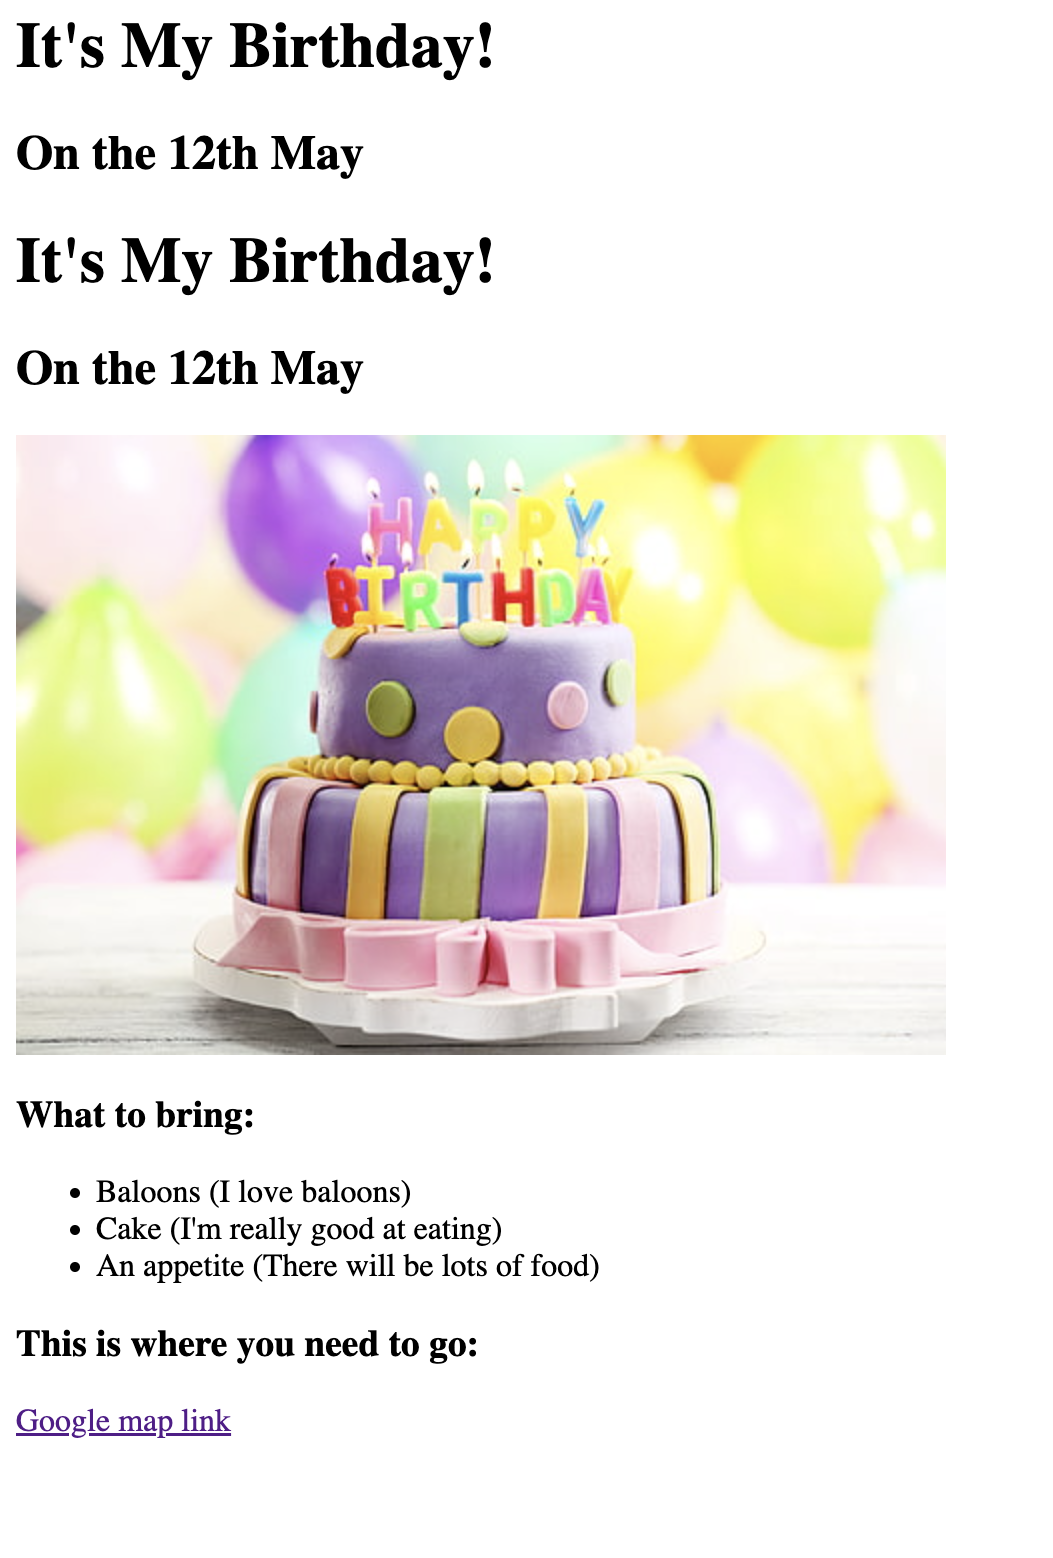 It's My Birthday!
On the 12th May
It's My Birthday!
On the 12th May
HAPPY
BIRTHDAY
What to bring:
Baloons (I love baloons)
Cake (I'm really good at eating)
An appetite (There will be lots of food)
This is where you need to go:
Google map link